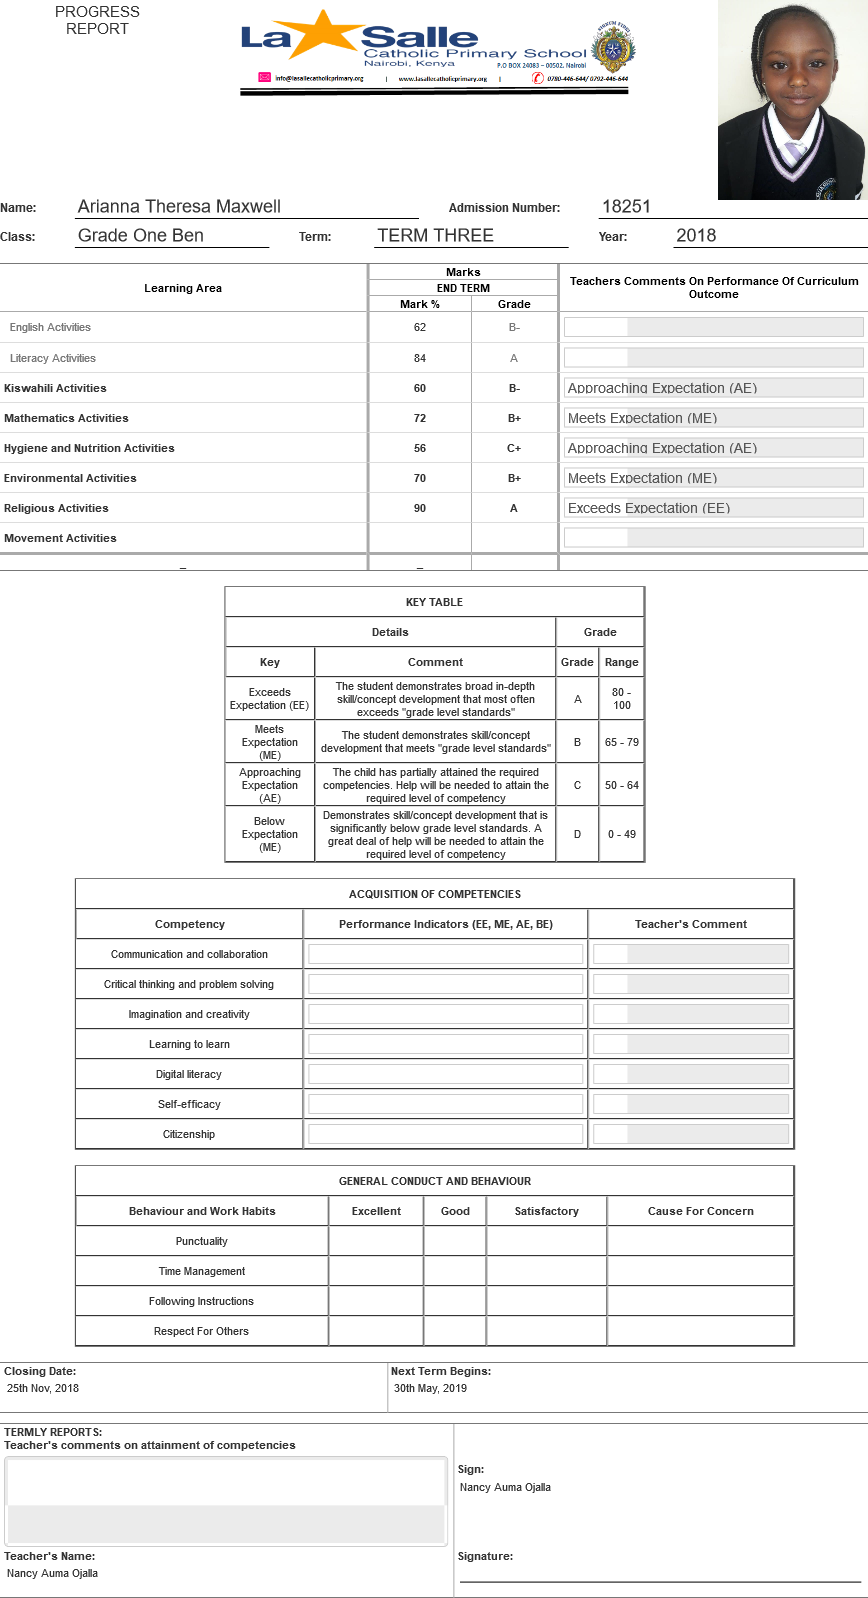 PROGRESS
REPORT
La Salle
Catholic Primary School
Nairobi, Kenya
P.O BOX 24083 – 00502, Nairobi
info@lasallecatholicprimary.org | www.lasallecatholicprimary.org | 0780-446-644/ 0792-446-644
Name: Arianna Theresa Maxwell Admission Number: 18251
Class: Grade One Ben Term: TERM THREE Year: 2018
Learning Area Marks Teachers Comments On Performance Of Curriculum Outcome
END TERM
Mark % Grade
English Activities 62 B-
Literacy Activities 84 A
Kiswahili Activities 60 B- Approaching Expectation (AE)
Mathematics Activities 72 B+ Meets Expectation (ME)
Hygiene and Nutrition Activities 56 C+ Approaching Expectation (AE)
Environmental Activities 70 B+ Meets Expectation (ME)
Religious Activities 90 A Exceeds Expectation (EE)
Movement Activities
_ _
KEY TABLE
Details Grade
Key Comment Grade Range
Exceeds Expectation (EE) The student demonstrates broad in-depth skill/concept development that most often exceeds "grade level standards" A 80 - 100
Meets Expectation (ME) The student demonstrates skill/concept development that meets "grade level standards" B 65 - 79
Approaching Expectation (AE) The child has partially attained the required competencies. Help will be needed to attain the required level of competency C 50 - 64
Below Expectation (ME) Demonstrates skill/concept development that is significantly below grade level standards. A great deal of help will be needed to attain the required level of competency D 0 - 49
ACQUISITION OF COMPETENCIES
Competency Performance Indicators (EE, ME, AE, BE) Teacher's Comment
Communication and collaboration
Critical thinking and problem solving
Imagination and creativity
Learning to learn
Digital literacy
Self-efficacy
Citizenship
GENERAL CONDUCT AND BEHAVIOUR
Behaviour and Work Habits Excellent Good Satisfactory Cause For Concern
Punctuality
Time Management
Following Instructions
Respect For Others
Closing Date: Next Term Begins:
25th Nov, 2018 30th May, 2019
TERMLY REPORTS:
Teacher's comments on attainment of competencies
Sign:
Nancy Auma Ojalla
Teacher's Name: Signature:
Nancy Auma Ojalla